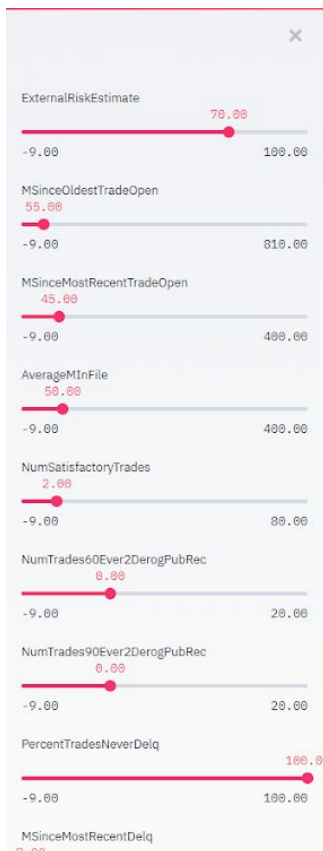 ×
ExternalRiskEstimate
70.00
-9.00 100.00
MSinceOldestTradeOpen
55.00
-9.00 810.00
MSinceMostRecentTradeOpen
45.00
-9.00 400.00
AverageMInFile
50.00
-9.00 400.00
NumSatisfactoryTrades
2.00
-9.00 80.00
NumTrades60Ever2DerogPubRec
0.00
-9.00 20.00
NumTrades90Ever2DerogPubRec
0.00
-9.00 20.00
PercentTradesNeverDelq
100.0
-9.00 100.00
MSinceMostRecentDelq